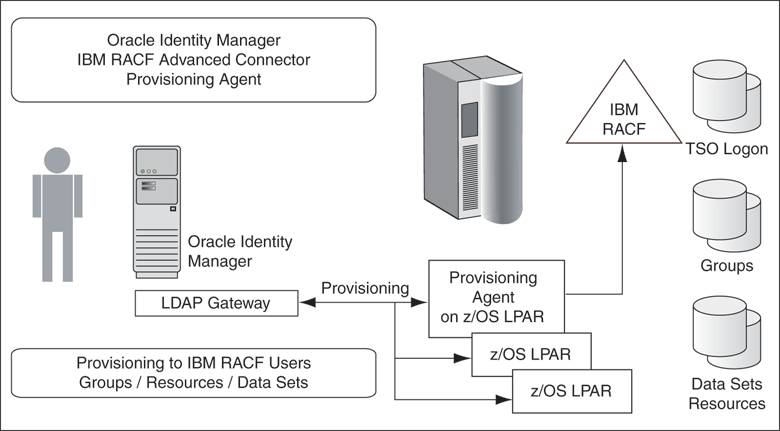 Oracle Identity Manager
IBM RACF Advanced Connector
Provisioning Agent
IBM
RACF
TSO Logon
Oracle Identity
Manager
Groups
LDAP Gateway
Provisioning
Provisioning
Agent
on z/OS LPAR
z/OS LPAR
z/OS LPAR
Provisioning to IBM RACF Users
Groups / Resources / Data Sets
Data Sets
Resources